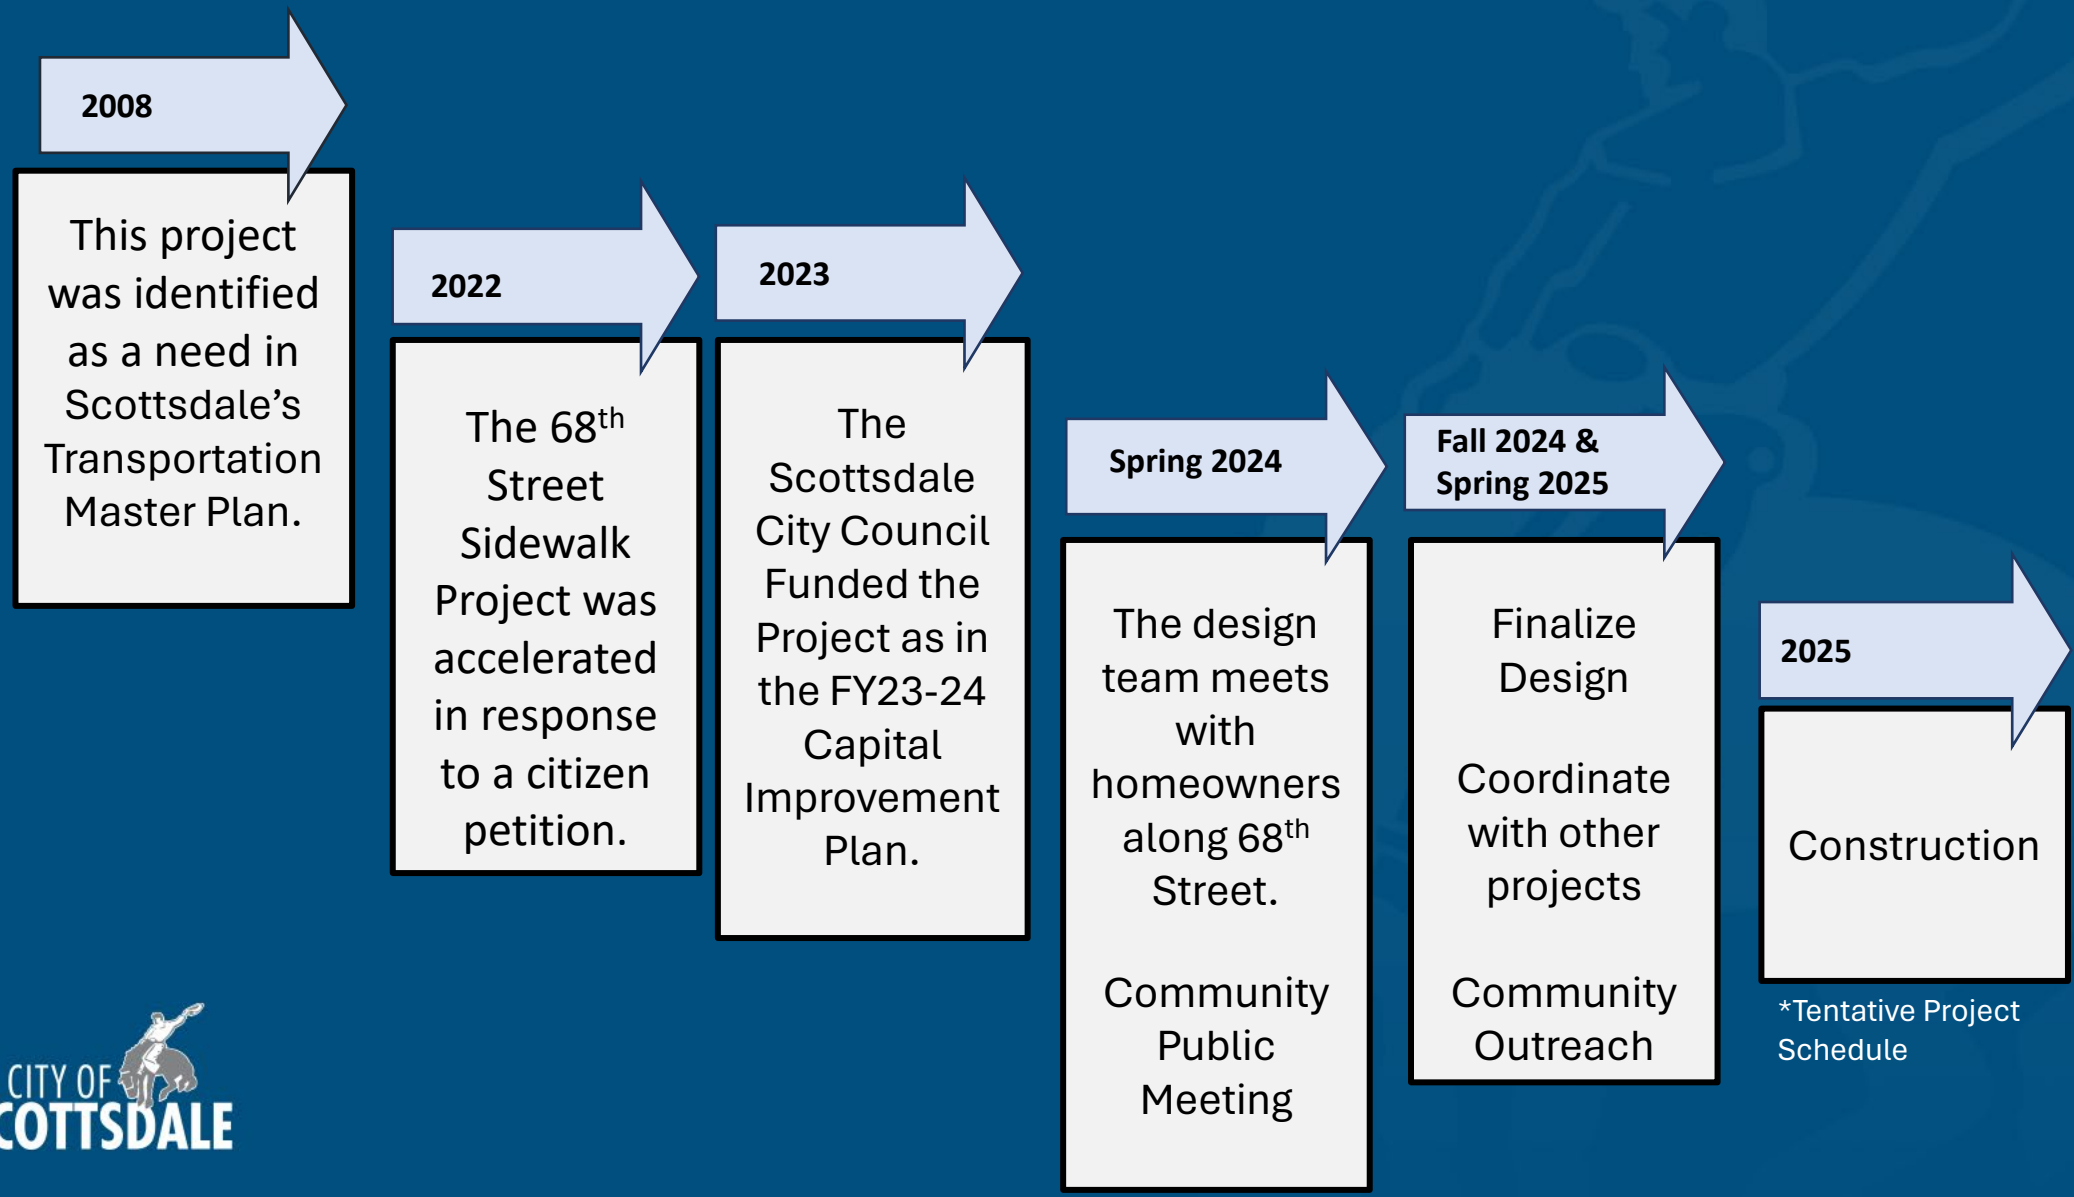 2008
This project
was identified
as a need in
Scottsdale’s
Transportation
Master Plan.
2022
The 68th
Street
Sidewalk
Project was
accelerated
in response
to a citizen
petition.
2023
The
Scottsdale
City Council
Funded the
Project as in
the FY23-24
Capital
Improvement
Plan.
Spring 2024
The design
team meets
with
homeowners
along 68th
Street.
Community
Public
Meeting
Fall 2024 &
Spring 2025
Finalize
Design
Coordinate
with other
projects
Community
Outreach
2025
Construction
*Tentative Project
Schedule
CITY OF
COTTSDALE